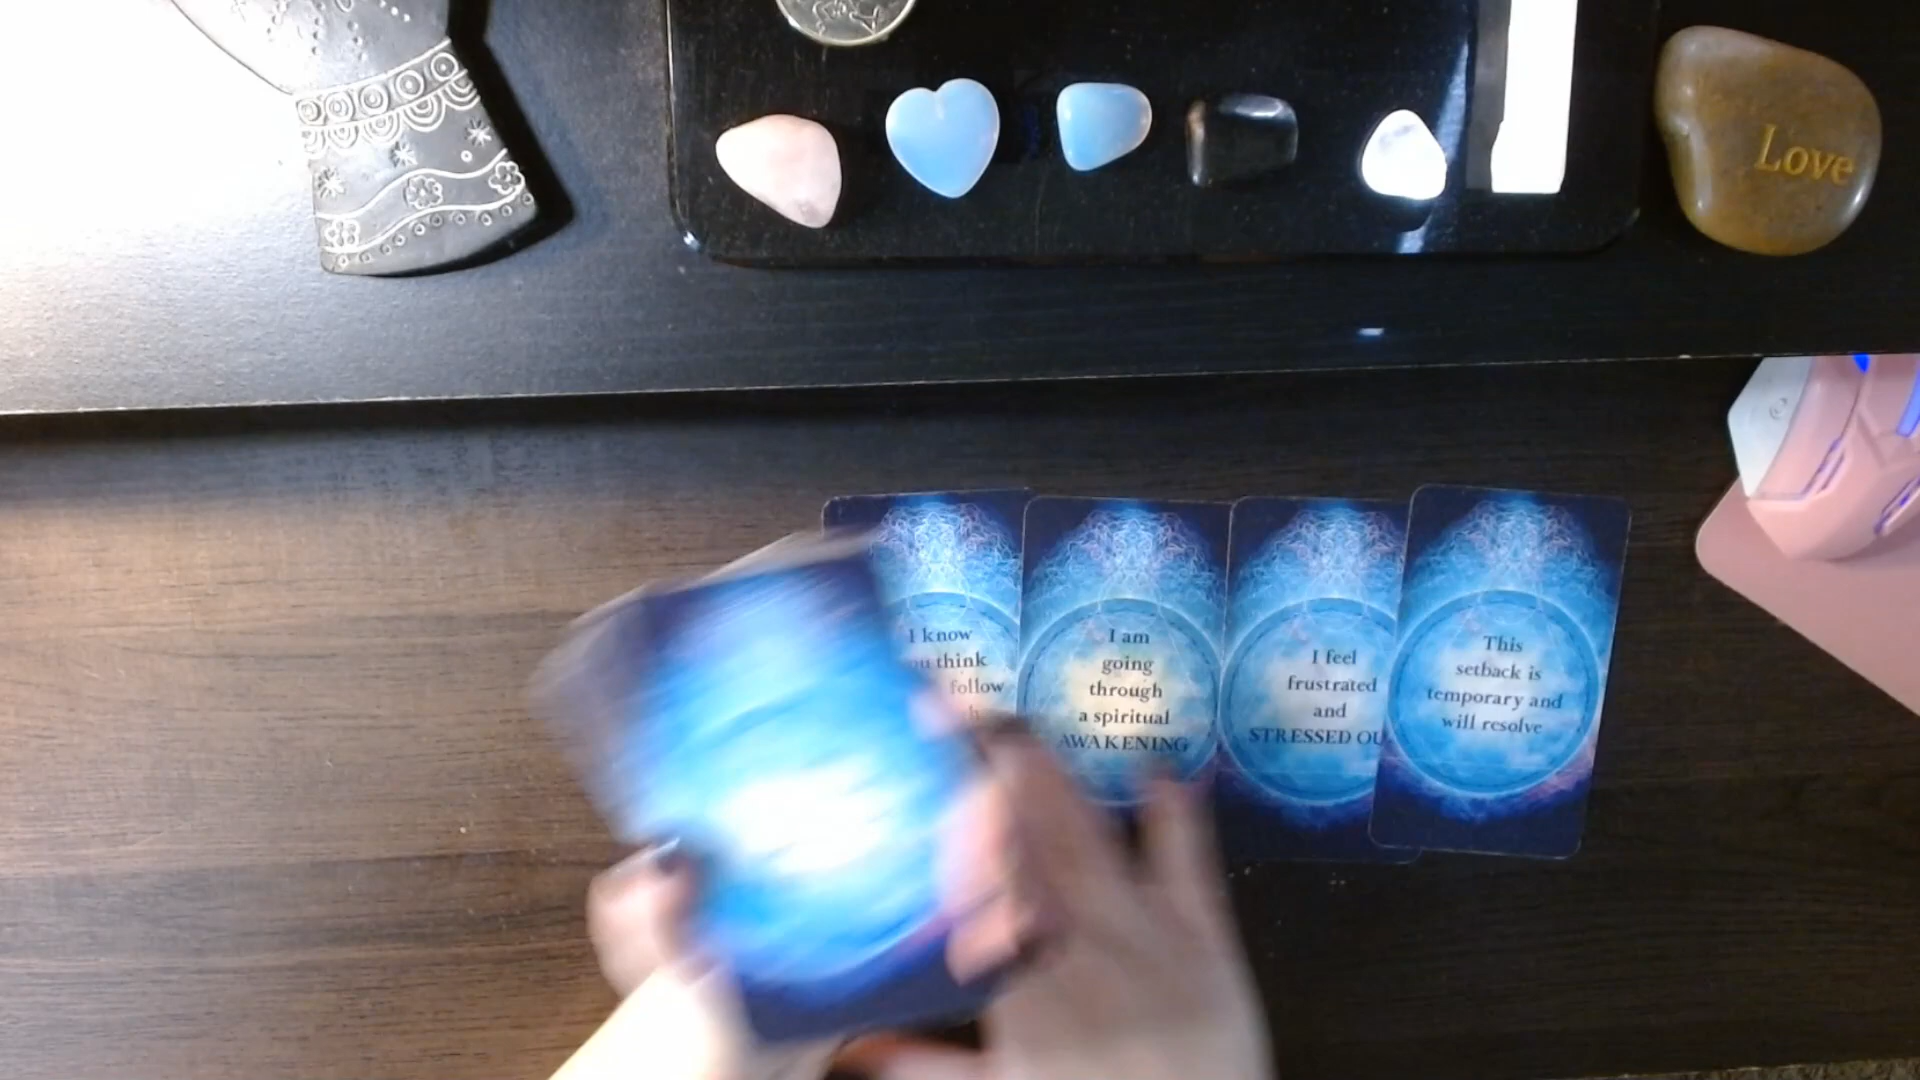 Love
I know
think
follow
I am
going
through
a spiritual
AWAKENING
I feel
frustrated
and
STRESSED
This
setback is
temporary and
will resolve